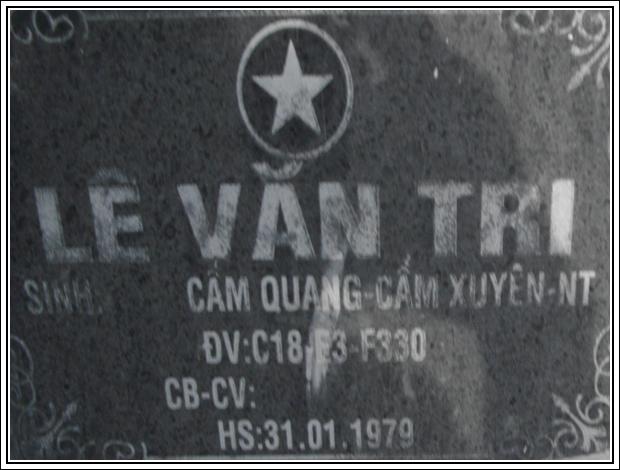 LÊ VĂN TRI
SINH: CẨM QUANG-CẨM XUYÊN-NT
ĐV:C18-E3-F330
CB-CV:
HS:31.01.1979